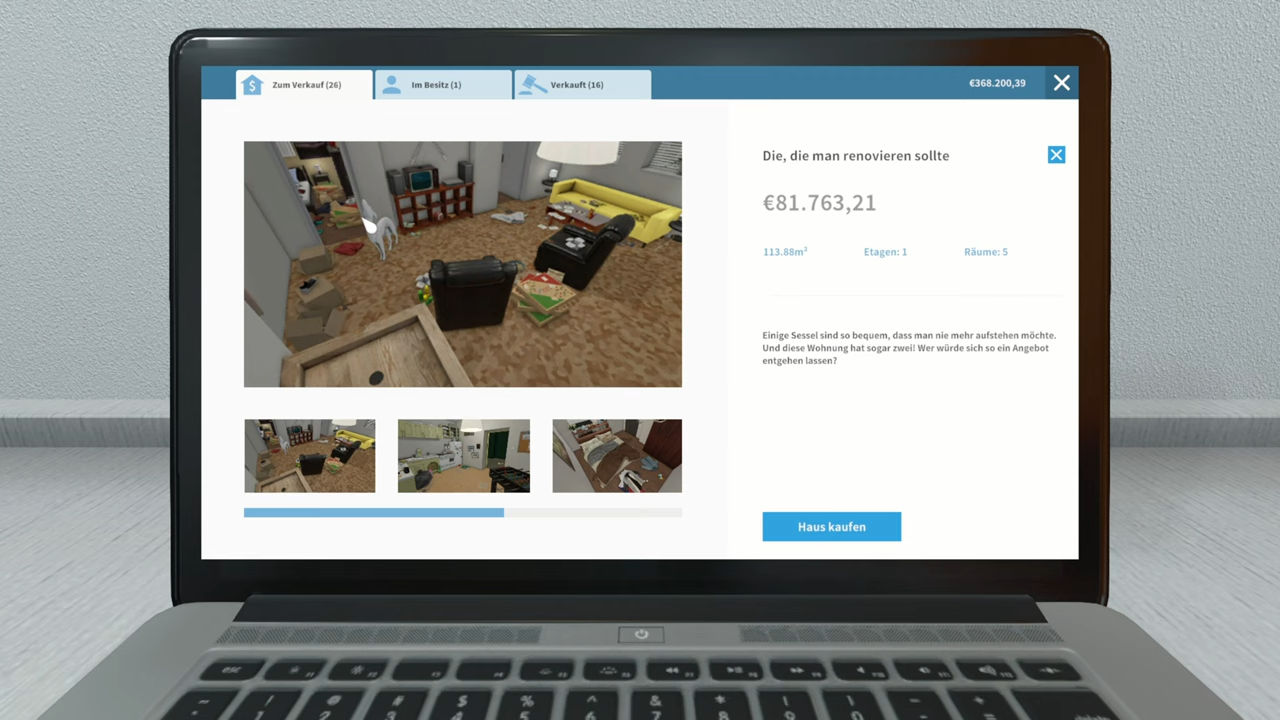 Zum Verkauf (26)
Im Besitz (1)
Verkauft (16)
€368.200,39
Die, die man renovieren sollte
€81.763,21
113.88m²
Etagen: 1
Räume: 5
Einige Sessel sind so bequem, dass man nie mehr aufstehen möchte.
Und diese Wohnung hat sogar zwei! Wer würde sich so ein Angebot
entgehen lassen?
Haus kaufen
esc